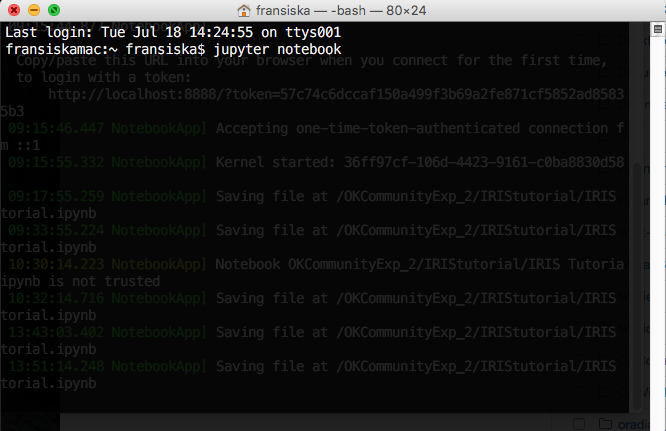 fransiska — -bash — 80×24
09:15:44.877 NotebookApp]
Last login: Tue Jul 18 14:24:55 on ttys001
fransiskamac:~ fransiska$ jupyter notebook
Copy/paste this URL into your browser when you connect for the first time,
to login with a token:
http://localhost:8888/?token=57c74c6dccaf150a499f3b69a2fe871cf5852ad8583
5b3
09:15:46.447 NotebookApp] Accepting one-time-token-authenticated connection f
m ::1
09:15:55.332 NotebookApp] Kernel started: 36ff97cf-106d-4423-9161-c0ba8830d58
09:17:55.259 NotebookApp] Saving file at /OKCommunityExp_2/IRIStutorial/IRIS
torial.ipynb
09:33:55.224 NotebookApp] Saving file at /OKCommunityExp_2/IRIStutorial/IRIS
torial.ipynb
10:30:14.223 NotebookApp] Notebook OKCommunityExp_2/IRIStutorial/IRIS Tutoria
ipynb is not trusted
10:32:14.716 NotebookApp] Saving file at /OKCommunityExp_2/IRIStutorial/IRIS
torial.ipynb
13:43:03.402 NotebookApp] Saving file at /OKCommunityExp_2/IRIStutorial/IRIS
torial.ipynb
13:51:14.248 NotebookApp] Saving file at /OKCommunityExp_2/IRIStutorial/IRIS
torial.ipynb